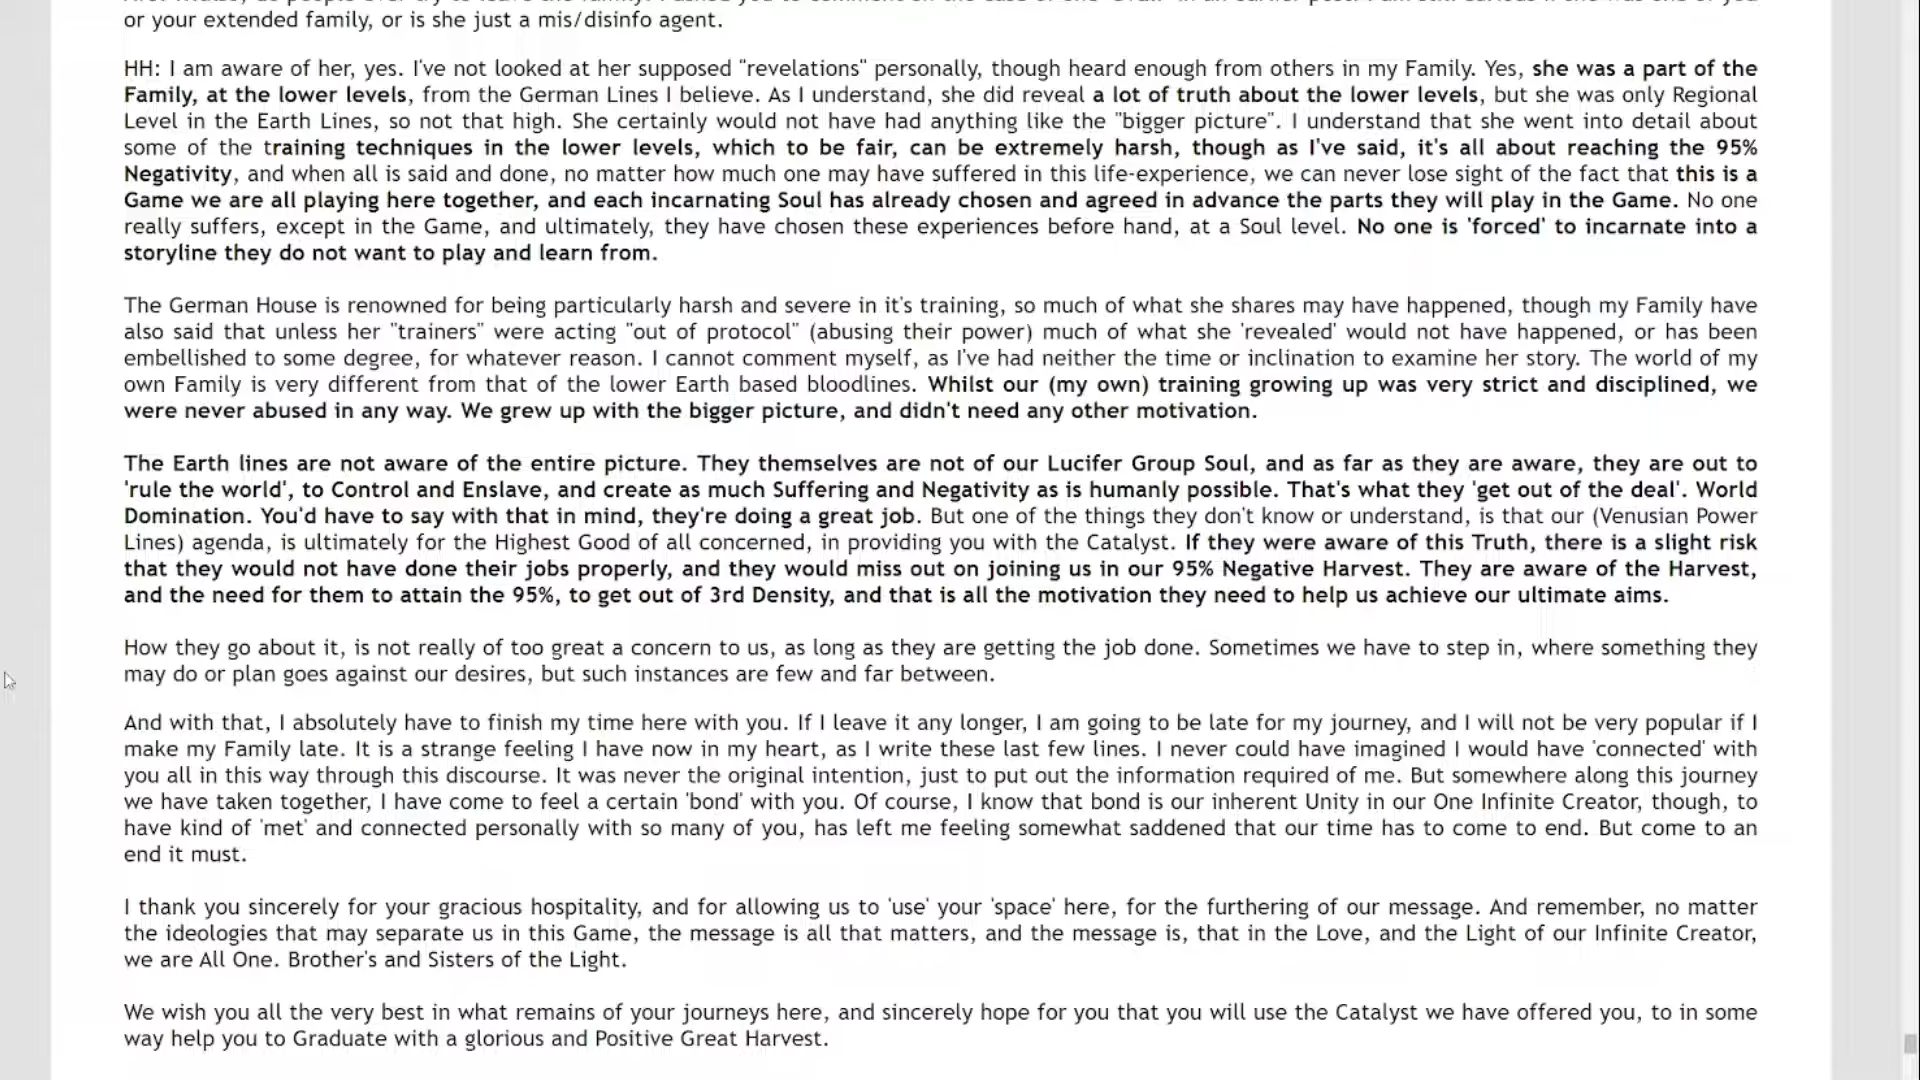 or your extended family, or is she just a mis/disinfo agent.
HH: I am aware of her, yes. I've not looked at her supposed "revelations" personally, though heard enough from others in my Family. Yes, she was a part of the
Family, at the lower levels, from the German Lines I believe. As I understand, she did reveal a lot of truth about the lower levels, but she was only Regional
Level in the Earth Lines, so not that high. She certainly would not have had anything like the "bigger picture". I understand that she went into detail about
some of the training techniques in the lower levels, which to be fair, can be extremely harsh, though as I've said, it's all about reaching the 95%
Negativity, and when all is said and done, no matter how much one may have suffered in this life-experience, we can never lose sight of the fact that this is a
Game we are all playing here together, and each incarnating Soul has already chosen and agreed in advance the parts they will play in the Game. No one
really suffers, except in the Game, and ultimately, they have chosen these experiences before hand, at a Soul level. No one is 'forced' to incarnate into a
storyline they do not want to play and learn from.
The German House is renowned for being particularly harsh and severe in it's training, so much of what she shares may have happened, though my Family have
also said that unless her "trainers" were acting "out of protocol" (abusing their power) much of what she 'revealed' would not have happened, or has been
embellished to some degree, for whatever reason. I cannot comment myself, as I've had neither the time or inclination to examine her story. The world of my
own Family is very different from that of the lower Earth based bloodlines. Whilst our (my own) training growing up was very strict and disciplined, we
were never abused in any way. We grew up with the bigger picture, and didn't need any other motivation.
The Earth lines are not aware of the entire picture. They themselves are not of our Lucifer Group Soul, and as far as they are aware, they are out to
'rule the world', to Control and Enslave, and create as much Suffering and Negativity as is humanly possible. That's what they 'get out of the deal'. World
Domination. You'd have to say with that in mind, they're doing a great job. But one of the things they don't know or understand, is that our (Venusian Power
Lines) agenda, is ultimately for the Highest Good of all concerned, in providing you with the Catalyst. If they were aware of this Truth, there is a slight risk
that they would not have done their jobs properly, and they would miss out on joining us in our 95% Negative Harvest. They are aware of the Harvest,
and the need for them to attain the 95%, to get out of 3rd Density, and that is all the motivation they need to help us achieve our ultimate aims.
How they go about it, is not really of too great a concern to us, as long as they are getting the job done. Sometimes we have to step in, where something they
may do or plan goes against our desires, but such instances are few and far between.
And with that, I absolutely have to finish my time here with you. If I leave it any longer, I am going to be late for my journey, and I will not be very popular if I
make my Family late. It is a strange feeling I have now in my heart, as I write these last few lines. I never could have imagined I would have 'connected' with
you all in this way through this discourse. It was never the original intention, just to put out the information required of me. But somewhere along this journey
we have taken together, I have come to feel a certain 'bond' with you. Of course, I know that bond is our inherent Unity in our One Infinite Creator, though, to
have kind of 'met' and connected personally with so many of you, has left me feeling somewhat saddened that our time has to come to end. But come to an
end it must.
I thank you sincerely for your gracious hospitality, and for allowing us to 'use' your 'space' here, for the furthering of our message. And remember, no matter
the ideologies that may separate us in this Game, the message is all that matters, and the message is, that in the Love, and the Light of our Infinite Creator,
we are All One. Brother's and Sisters of the Light.
We wish you all the very best in what remains of your journeys here, and sincerely hope for you that you will use the Catalyst we have offered you, to in some
way help you to Graduate with a glorious and Positive Great Harvest.